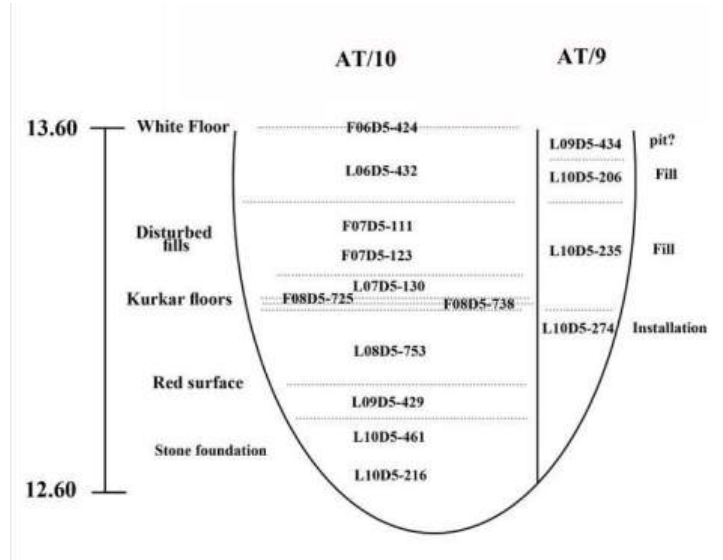 AT/10
AT/9
13.60
White Floor
F06D5-424
L09D5-434
pit?
L06D5-432
L10D5-206
Fill
Disturbed
fills
F07D5-111
F07D5-123
L10D5-235
Fill
L07D5-130
Kurkar floors
F08D5-725
F08D5-738
L10D5-274
Installation
L08D5-753
Red surface
L09D5-429
L10D5-461
Stone foundation
L10D5-216
12.60